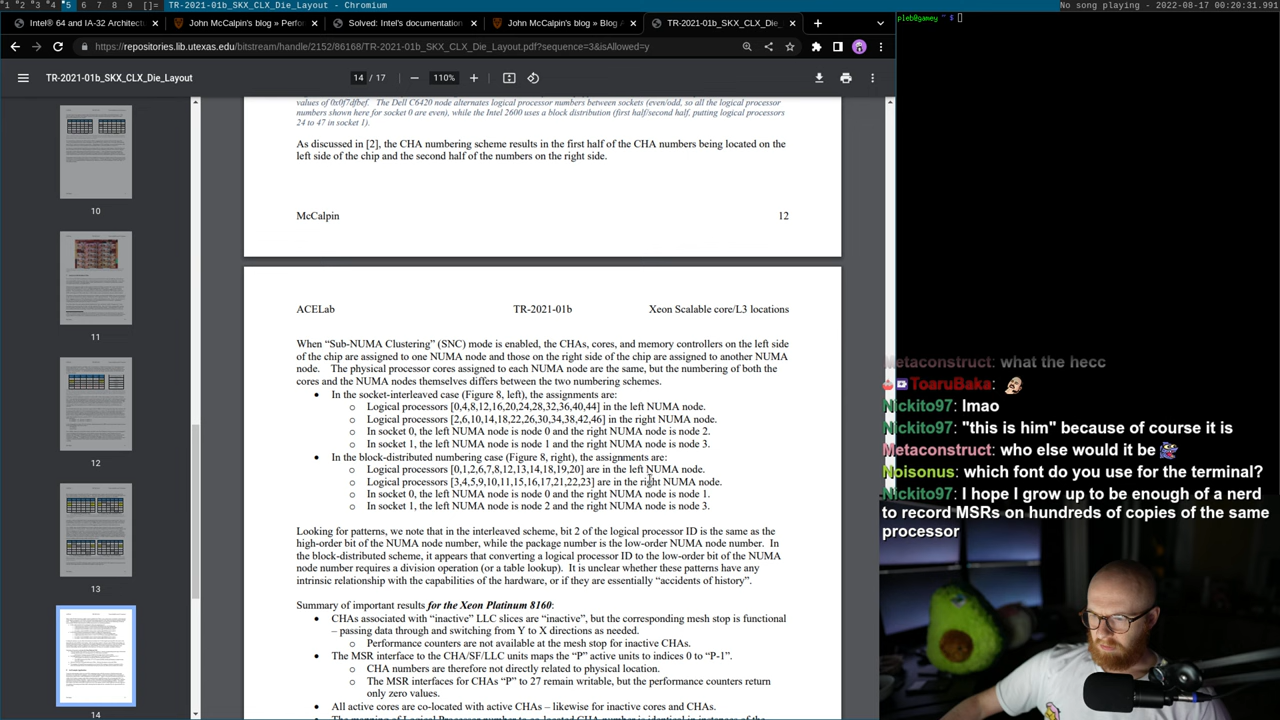 *1 *2 *3 *4 *5 6 7 8 9 []= TR-2021-01b_SKX_CLX_Die_Layout.pdf - Chromium No song playing - 2022-08-17 00:20:31.991
Intel® 64 and IA-32 Architect
John McCalpin's blog » Perfo
Solved: Intel's documentation
John McCalpin's blog » Blog A
TR-2021-01b_SKX_CLX_Die_
https://repositories.lib.utexas.edu/bitstream/handle/2152/86168/TR-2021-01b_SKX_CLX_Die_Layout.pdf?sequence=3&isAllowed=y
TR-2021-01b_SKX_CLX_Die_Layout 14 / 17 110%
10
11
12
13
14
values of 0x0f7dfbef. The Dell C6420 node alternates logical processor numbers between sockets (even/odd, so all the logical processor
numbers shown here for socket 0 are even), while the Intel 2600 uses a block distribution (first half/second half, putting logical processors
24 to 47 in socket 1).
As discussed in [2], the CHA numbering scheme results in the first half of the CHA numbers being located on the
left side of the chip and the second half of the numbers on the right side.
McCalpin 12
ACELab TR-2021-01b Xeon Scalable core/L3 locations
When “Sub-NUMA Clustering” (SNC) mode is enabled, the CHAs, cores, and memory controllers on the left side
of the chip are assigned to one NUMA node and those on the right side of the chip are assigned to another NUMA
node. The physical processor cores assigned to each NUMA node are the same, but the numbering of both the
cores and the NUMA nodes themselves differs between the two numbering schemes.
• In the socket-interleaved case (Figure 8, left), the assignments are:
o Logical processors [0,4,8,12,16,20,24,28,32,36,40,44] in the left NUMA node.
o Logical processors [2,6,10,14,18,22,26,30,34,38,42,46] in the right NUMA node.
o In socket 0, the left NUMA node is node 0 and the right NUMA node is node 2.
o In socket 1, the left NUMA node is node 1 and the right NUMA node is node 3.
• In the block-distributed numbering case (Figure 8, right), the assignments are:
o Logical processors [0,1,2,6,7,8,12,13,14,18,19,20] are in the left NUMA node.
o Logical processors [3,4,5,9,10,11,15,16,17,21,22,23] are in the right NUMA node.
o In socket 0, the left NUMA node is node 0 and the right NUMA node is node 1.
o In socket 1, the left NUMA node is node 2 and the right NUMA node is node 3.
Looking for patterns, we note that in the interleaved scheme, bit 2 of the logical processor ID is the same as the
high-order bit of the NUMA node number, while the package number is the low-order NUMA node number. In
the block-distributed scheme, it appears that converting a logical processor ID to the low-order bit of the NUMA
node number requires a division operation (or a table lookup). It is unclear whether these patterns have any
intrinsic relationship with the capabilities of the hardware, or if they are essentially “accidents of history”.
Summary of important results for the Xeon Platinum 8160:
• CHAs associated with “inactive” LLC slices are “inactive”, but the corresponding mesh stop is functional
– passing data through and switching from Y to X directions as needed.
o Performance counters are not available at the mesh stop for inactive CHAs.
• The MSR interface to the CHA/SF/LLC units maps the “P” active units to indices 0 to “P-1”.
o CHA numbers are therefore not directly related to physical location.
o The MSR interfaces for CHAs “P” to 27 remain writable, but the performance counters return
only zero values.
• All active cores are co-located with active CHAs – likewise for inactive cores and CHAs.
• The mapping of Logical Processor number to co-located CHA number is identical in instances of the
pleb@gamey ~ $
Metaconstruct: what the hecc
ToaruBaka:
Nickito97: lmao
Nickito97: "this is him" because of course it is
Metaconstruct: who else would it be
Noisonus: which font do you use for the terminal?
Nickito97: I hope I grow up to be enough of a nerd
to record MSRs on hundreds of copies of the same
processor